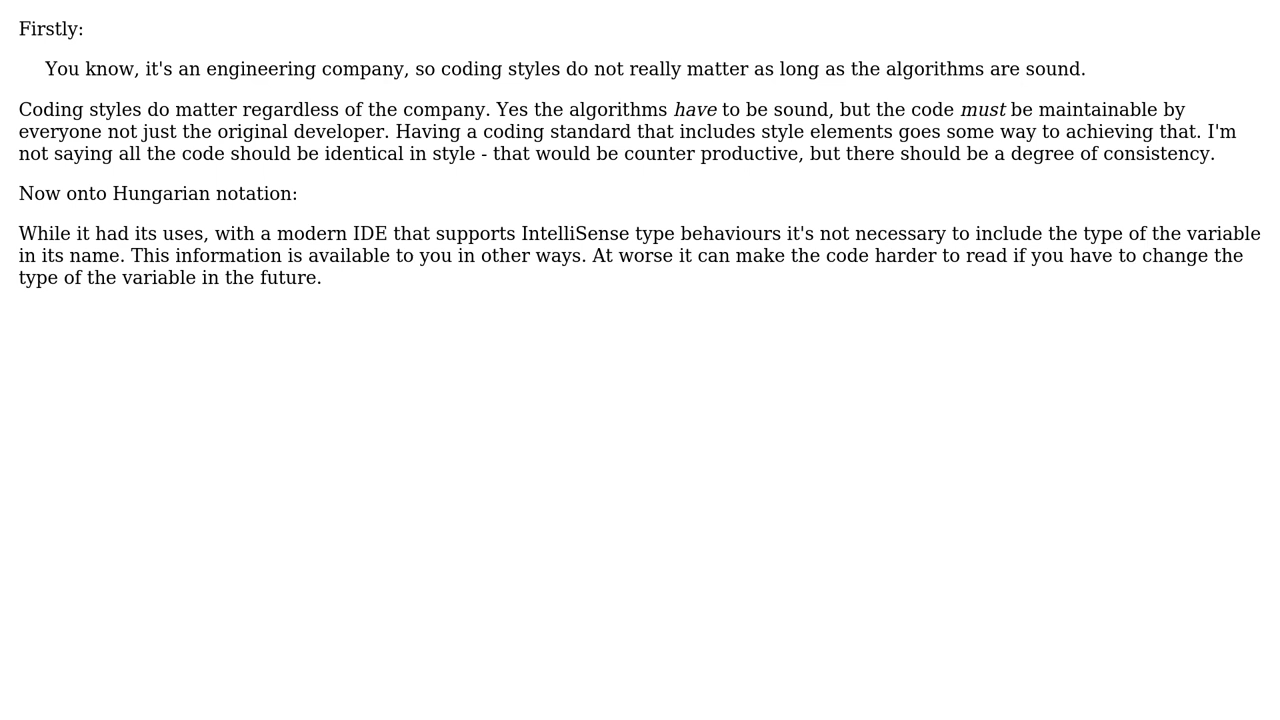 Firstly:
You know, it's an engineering company, so coding styles do not really matter as long as the algorithms are sound.
Coding styles do matter regardless of the company. Yes the algorithms have to be sound, but the code must be maintainable by
everyone not just the original developer. Having a coding standard that includes style elements goes some way to achieving that. I'm
not saying all the code should be identical in style - that would be counter productive, but there should be a degree of consistency.
Now onto Hungarian notation:
While it had its uses, with a modern IDE that supports IntelliSense type behaviours it's not necessary to include the type of the variable
in its name. This information is available to you in other ways. At worse it can make the code harder to read if you have to change the
type of the variable in the future.